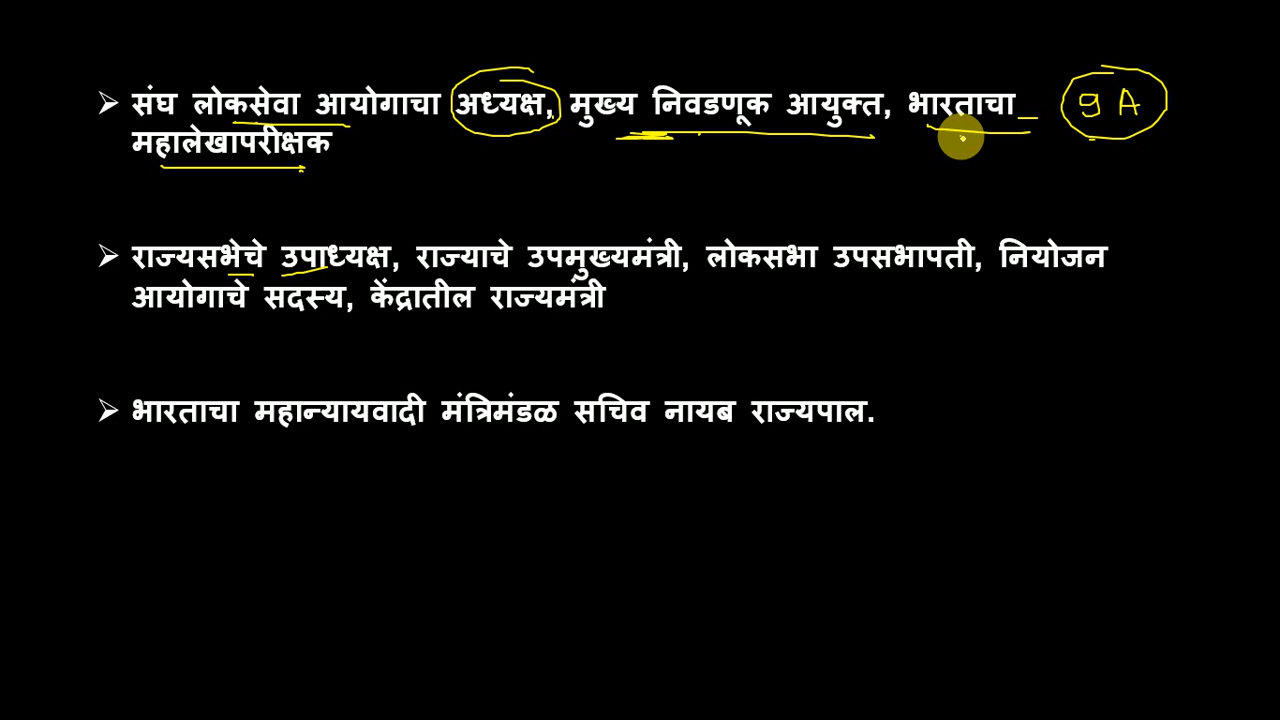 ➢ संघ लोकसेवा आयोगाचा अध्यक्ष, मुख्य निवडणूक आयुक्त, भारताचा 9 A
महालेखापरीक्षक
➢ राज्यसभेचे उपाध्यक्ष, राज्याचे उपमुख्यमंत्री, लोकसभा उपसभापती, नियोजन
आयोगाचे सदस्य, केंद्रातील राज्यमंत्री
➢ भारताचा महान्यायवादी मंत्रिमंडळ सचिव नायब राज्यपाल.